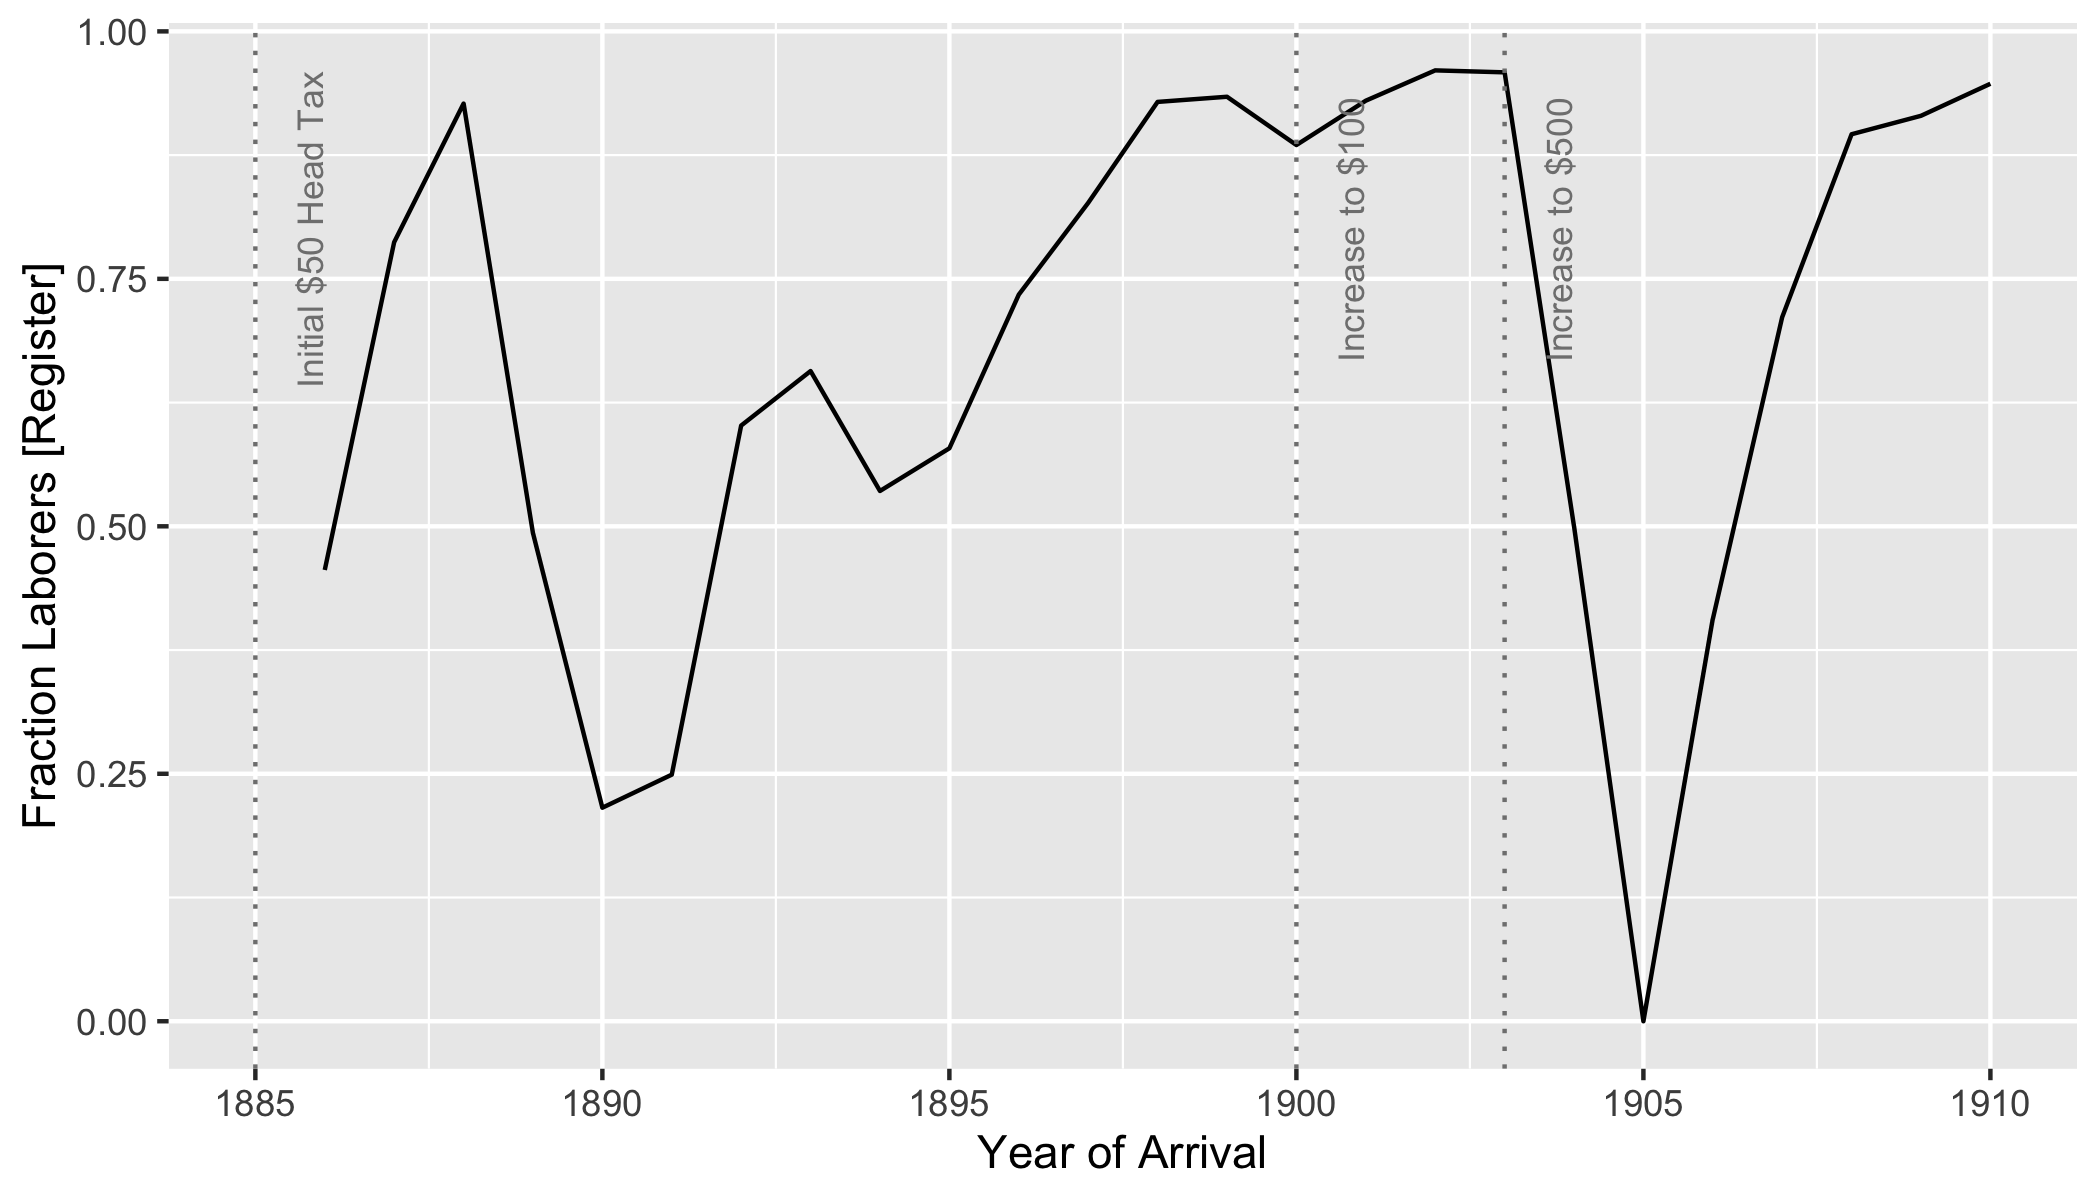 1.00
0.75
0.50
0.25
0.00
Fraction Laborers [Register]
Initial $50 Head Tax
Increase to $100
Increase to $500
1885 1890 1895 1900 1905 1910
Year of Arrival